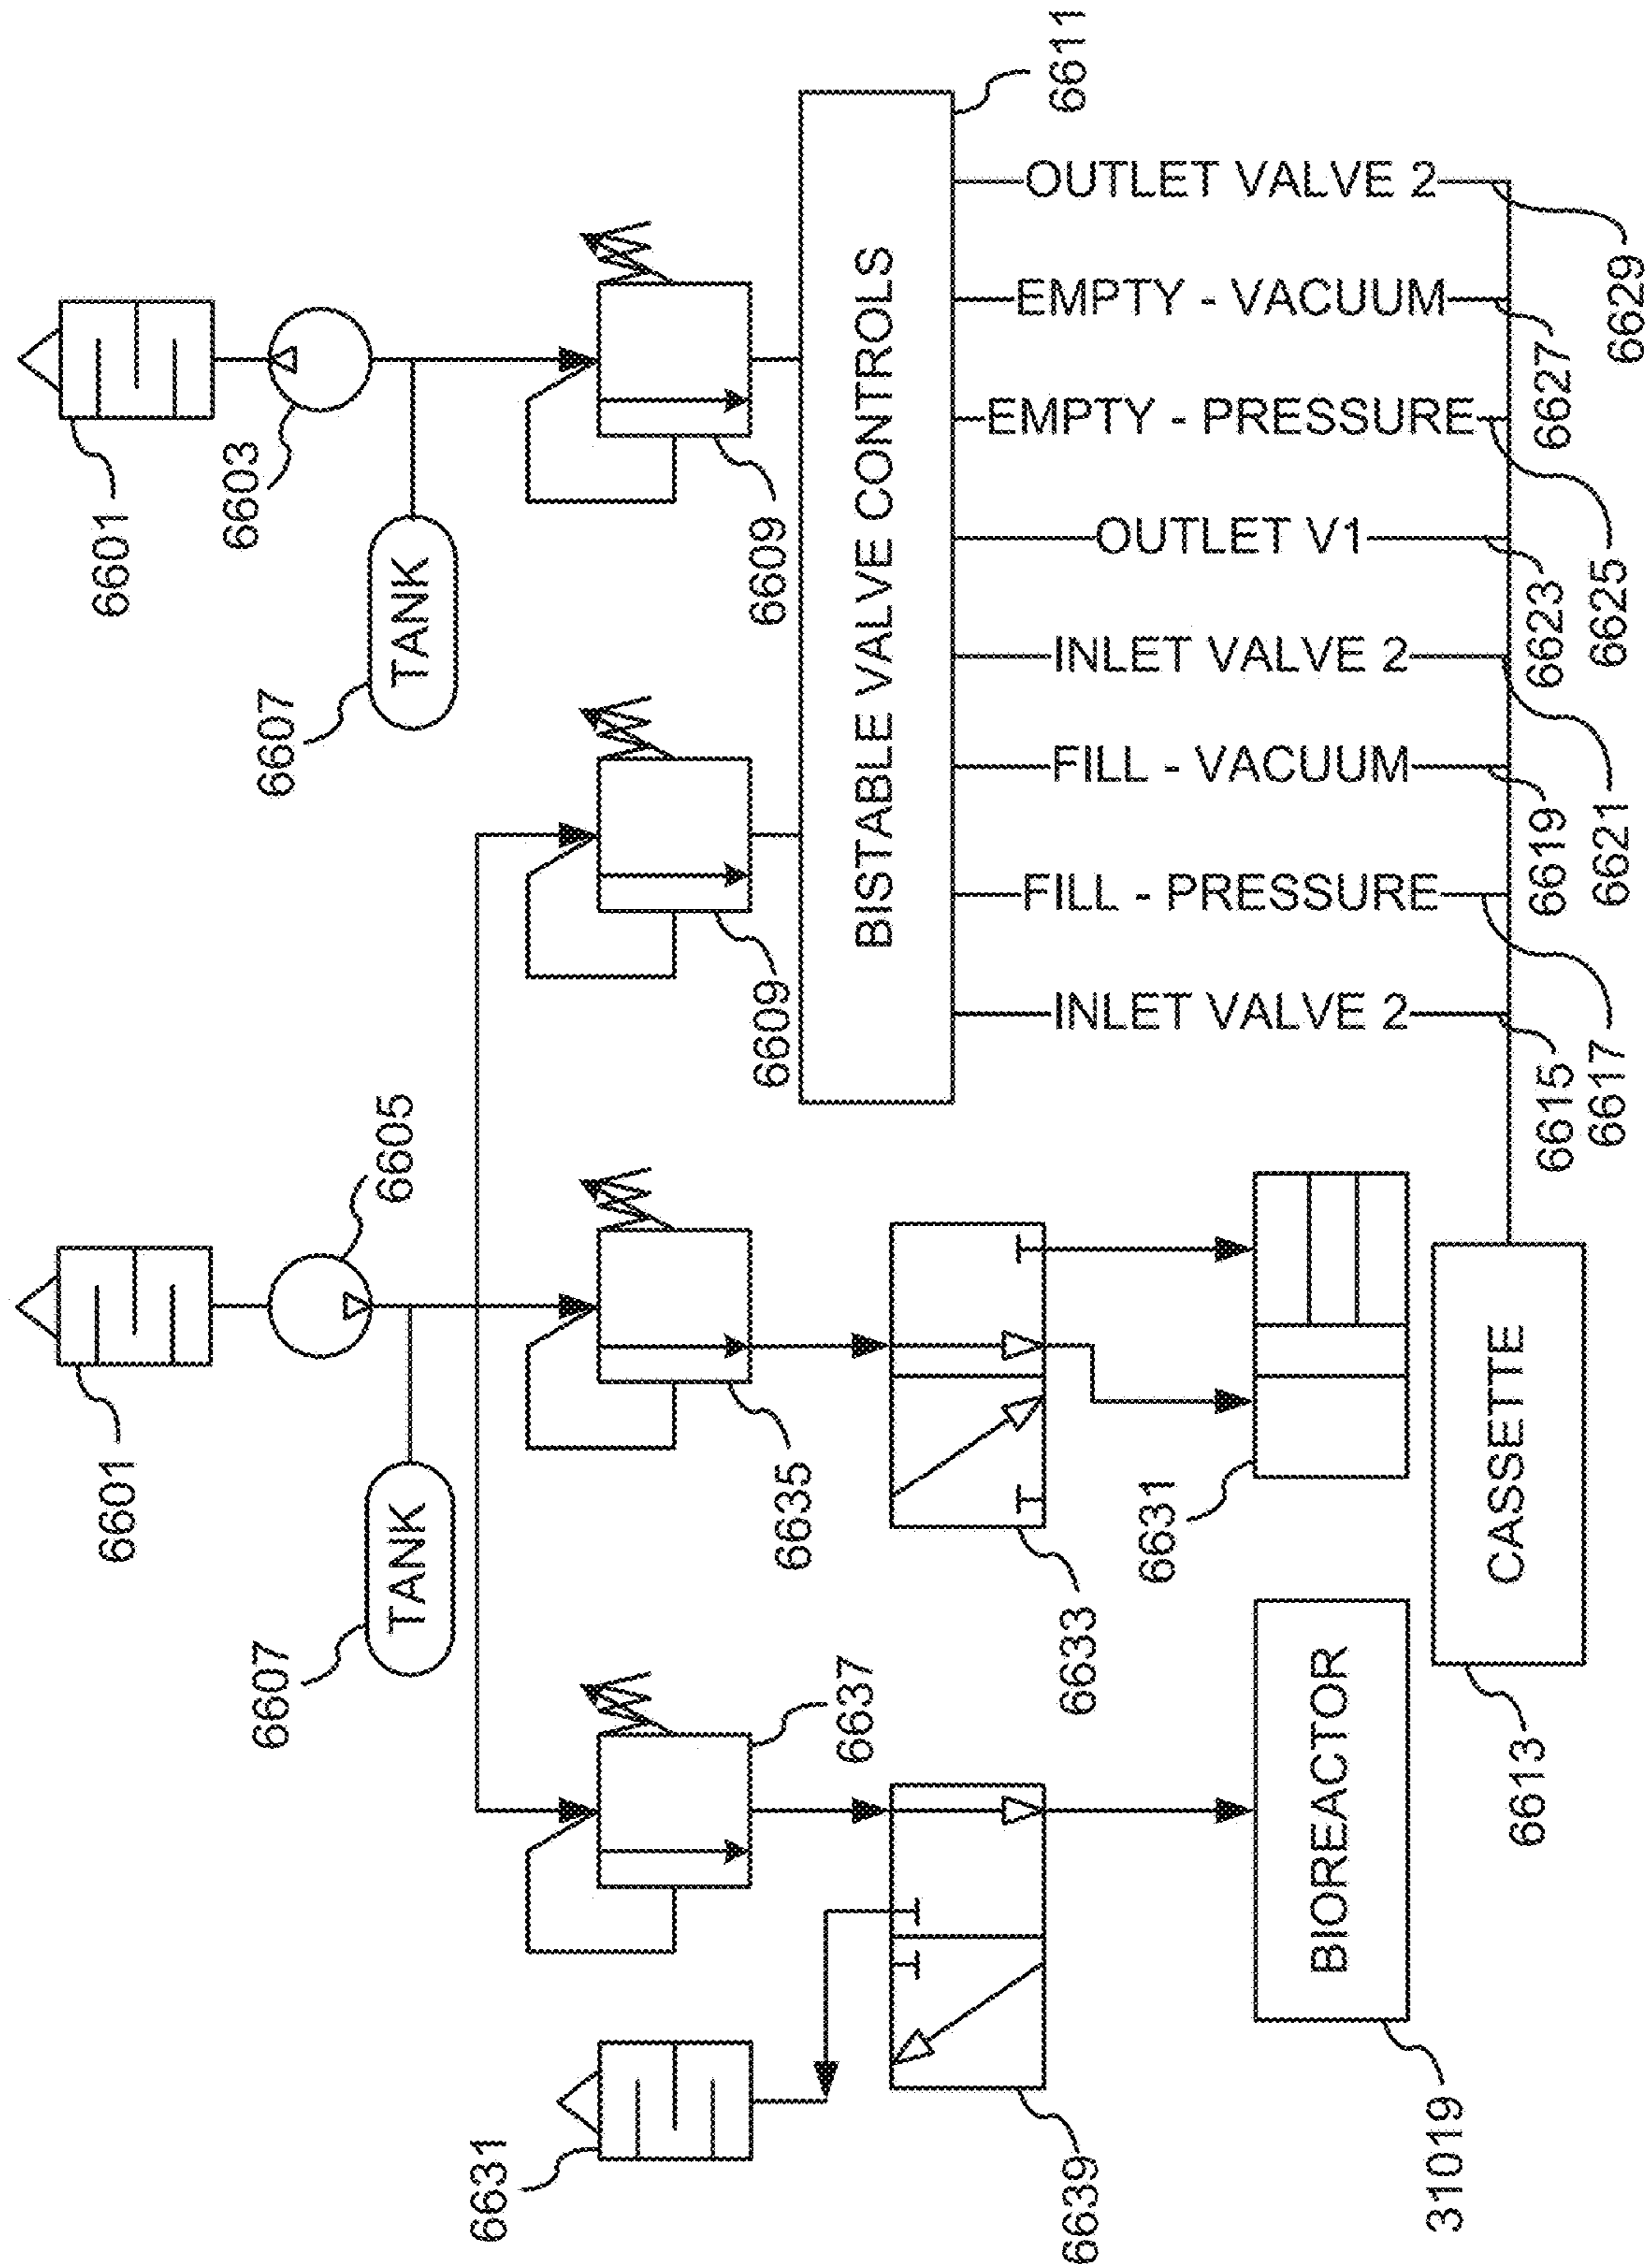 6601
6601
6607
6607
6603
6605
TANK
TANK
6631
6609
6609
6635
6637
BISTABLE VALVE CONTROLS
6639
6633
6611
6631
INLET VALVE 2
FILL - PRESSURE
FILL - VACUUM
INLET VALVE 2
OUTLET V1
EMPTY - PRESSURE
EMPTY - VACUUM
OUTLET VALVE 2
BIOREACTOR
31019
CASSETTE
6613
6615
6617
6619
6621
6623
6625
6627
6629